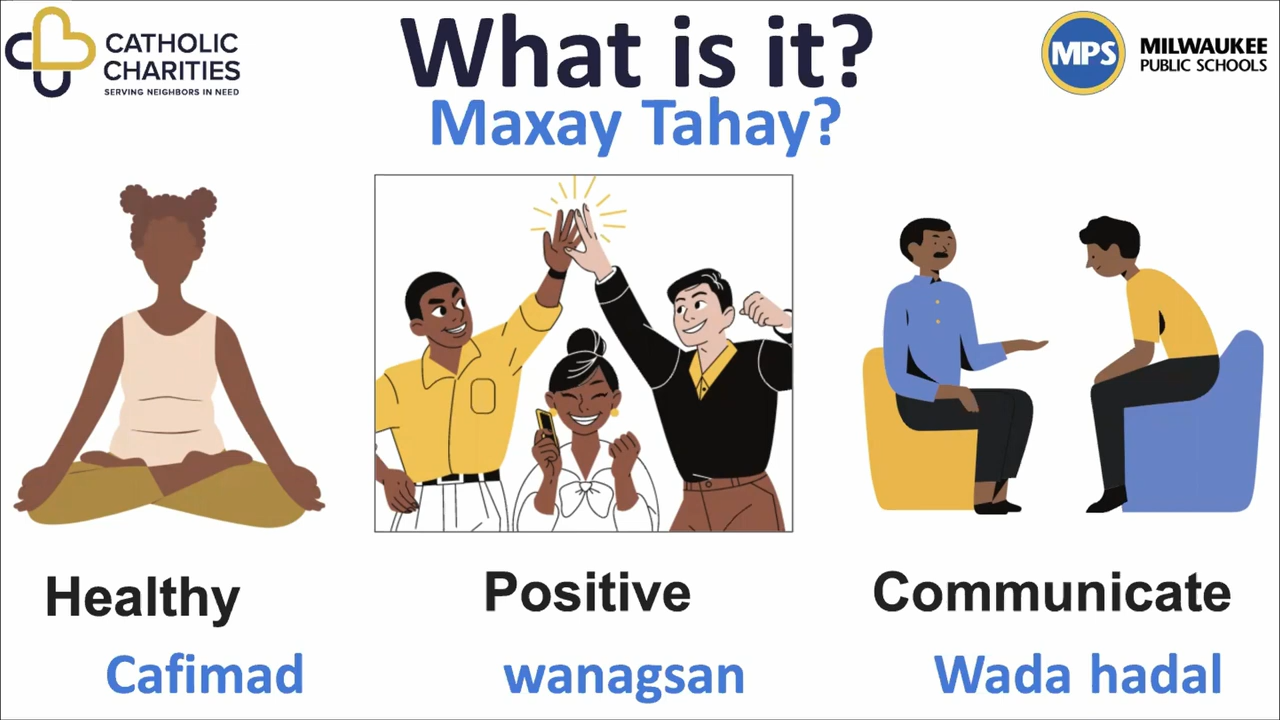 CATHOLIC
CHARITIES
SERVING NEIGHBORS IN NEED
What is it?
Maxay Tahay?
MPS
MILWAUKEE
PUBLIC SCHOOLS
Healthy
Positive
Communicate
Cafimad
wanagsan
Wada hadal